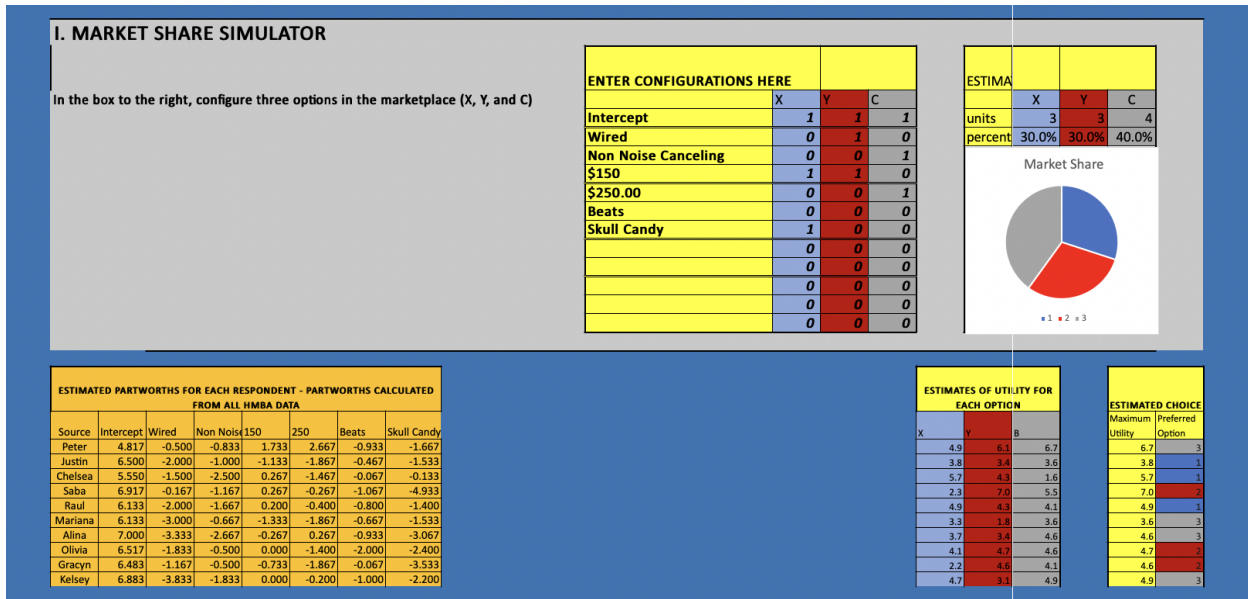 I. MARKET SHARE SIMULATOR
In the box to the right, configure three options in the marketplace (X, Y, and C)
ENTER CONFIGURATIONS HERE
X Y C
Intercept 1 1 1
Wired 0 1 0
Non Noise Canceling 0 0 1
$150 1 1 0
$250.00 0 0 1
Beats 0 0 0
Skull Candy 1 0 0
0 0 0
0 0 0
0 0 0
0 0 0
0 0 0
ESTIMA
X Y C
units 3 3 4
percent 30.0% 30.0% 40.0%
Market Share
1 2 3
ESTIMATED PARTWORTHS FOR EACH RESPONDENT - PARTWORTHS CALCULATED
FROM ALL HMBA DATA
Source Intercept Wired Non Noise 150 250 Beats Skull Candy
Peter 4.817 -0.500 -0.833 1.733 2.667 -0.933 -1.667
Justin 6.500 -2.000 -1.000 -1.133 -1.867 -0.467 -1.533
Chelsea 5.550 -1.500 -2.500 0.267 -1.467 -0.067 -0.133
Saba 6.917 -0.167 -1.167 0.267 -0.267 -1.067 -4.933
Raul 6.133 -2.000 -1.667 0.200 -0.400 -0.800 -1.400
Mariana 6.133 -3.000 -0.667 -1.333 -1.867 -0.667 -1.533
Alina 7.000 -3.333 -2.667 -0.267 0.267 -0.933 -3.067
Olivia 6.517 -1.833 -0.500 0.000 -1.400 -2.000 -2.400
Gracyn 6.483 -1.167 -0.500 -0.733 -1.867 -0.067 -3.533
Kelsey 6.883 -3.833 -1.833 0.000 -0.200 -1.000 -2.200
ESTIMATES OF UTILITY FOR
EACH OPTION
X Y B
4.9 6.1 6.7
3.8 3.4 3.6
5.7 4.3 1.6
2.3 7.0 5.5
4.9 4.3 4.1
3.3 1.8 3.6
3.7 3.4 4.6
4.1 4.7 4.6
2.2 4.6 4.1
4.7 3.1 4.9
ESTIMATED CHOICE
Maximum Preferred
Utility Option
6.7 3
3.8 1
5.7 1
7.0 2
4.9 1
3.6 3
4.6 3
4.7 2
4.6 2
4.9 3